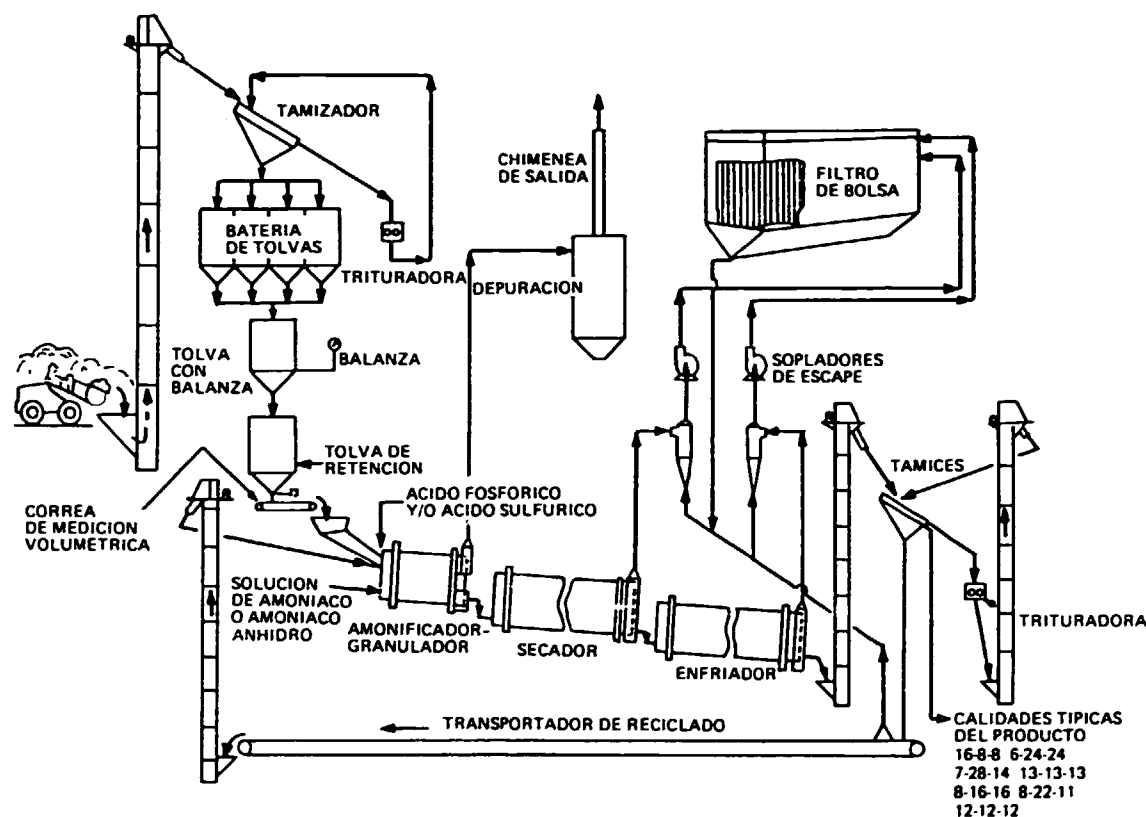 TAMIZADOR
CHIMENEA
DE SALIDA
FILTRO
DE BOLSA
BATERIA
DE TOLVAS
TRITURADORA
DEPURACION
TOLVA
CON
BALANZA
BALANZA
SOPLADORES
DE ESCAPE
TOLVA DE
RETENCION
TAMICES
CORREA
DE MEDICION
VOLUMETRICA
ACIDO FOSFORICO
Y/O ACIDO SULFURICO
SOLUCION
DE AMONIACO
O AMONIACO
ANHIDRO
AMONIFICADOR-
GRANULADOR
SECADOR
ENFRIADOR
TRITURADORA
TRANSPORTADOR DE RECICLADO
CALIDADES TIPICAS
DEL PRODUCTO
16-8-8 6-24-24
7-28-14 13-13-13
8-16-16 8-22-11
12-12-12